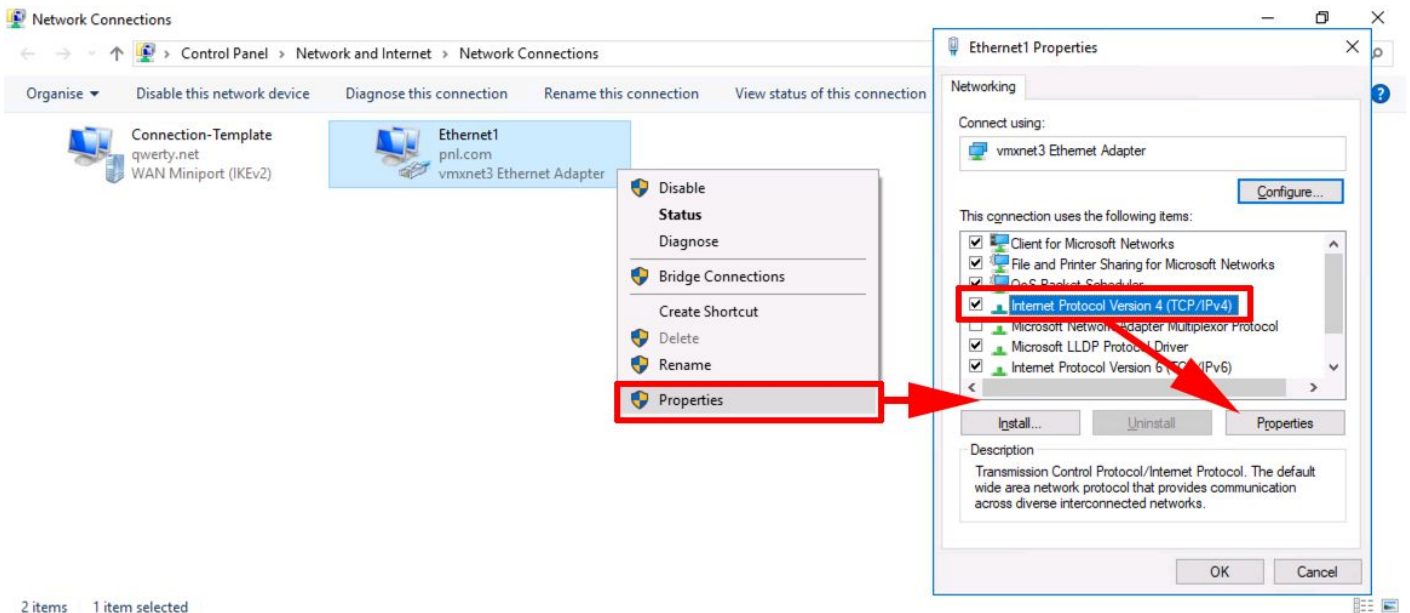 Network Connections
Control Panel > Network and Internet > Network Connections
Organise Disable this network device Diagnose this connection Rename this connection View status of this connection
Connection-Template
qwerty.net
WAN Miniport (IKEv2)
Ethernet1
pnl.com
vmxnet3 Ethernet Adapter
Disable
Status
Diagnose
Bridge Connections
Create Shortcut
Delete
Rename
Properties
Ethernet1 Properties
Networking
Connect using:
vmxnet3 Ethernet Adapter
Configure...
This connection uses the following items:
Client for Microsoft Networks
File and Printer Sharing for Microsoft Networks
QoS Packet Scheduler
Internet Protocol Version 4 (TCP/IPv4)
Microsoft Network Adapter Multiplexor Protocol
Microsoft LLDP Protocol Driver
Internet Protocol Version 6 (TCP/IPv6)
Install... Uninstall Properties
Description
Transmission Control Protocol/Internet Protocol. The default
wide area network protocol that provides communication
across diverse interconnected networks.
OK Cancel
2 items 1 item selected